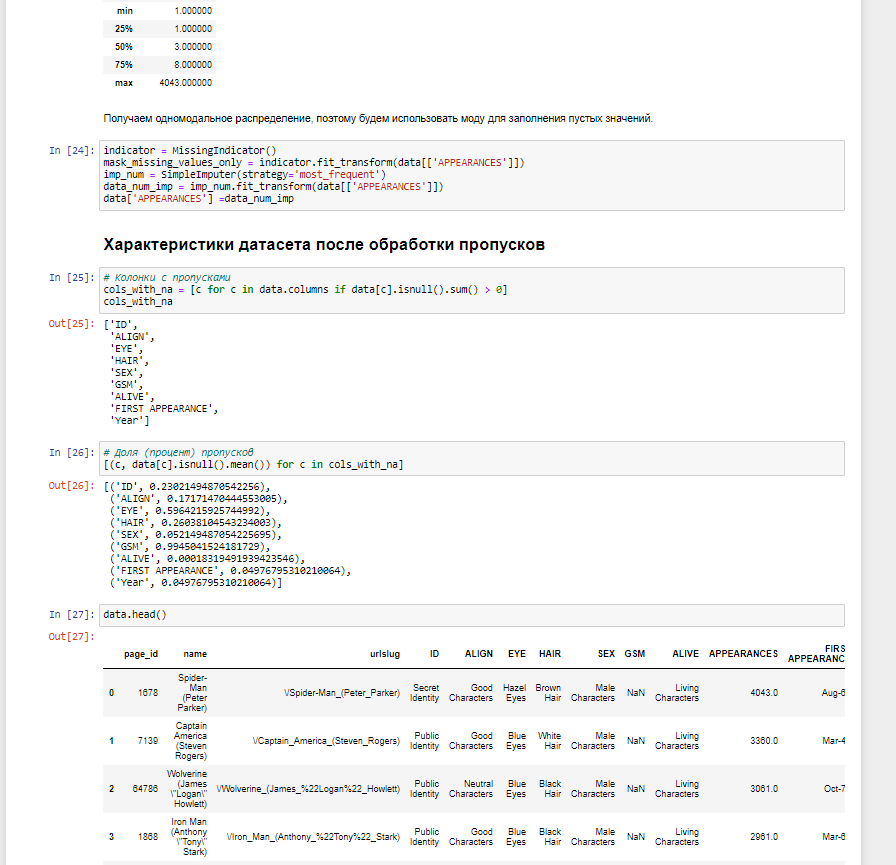 min 1.000000
25% 1.000000
50% 3.000000
75% 8.000000
max 4043.000000
Получаем одномодальное распределение, поэтому будем использовать моду для заполнения пустых значений.
In [24]: indicator = MissingIndicator()
mask_missing_values_only = indicator.fit_transform(data[['APPEARANCES']])
imp_num = SimpleImputer(strategy='most_frequent')
data_num_imp = imp_num.fit_transform(data[['APPEARANCES']])
data['APPEARANCES'] =data_num_imp
Характеристики датасета после обработки пропусков
In [25]: # Колонки с пропусками
cols_with_na = [c for c in data.columns if data[c].isnull().sum() > 0]
cols_with_na
Out[25]: ['ID',
'ALIGN',
'EYE',
'HAIR',
'SEX',
'GSM',
'ALIVE',
'FIRST APPEARANCE',
'Year']
In [26]: # Доля (процент) пропусков
[(c, data[c].isnull().mean()) for c in cols_with_na]
Out[26]: [('ID', 0.23021494870542256),
('ALIGN', 0.17171470444553005),
('EYE', 0.5964215925744992),
('HAIR', 0.26038104543234003),
('SEX', 0.052149487054225695),
('GSM', 0.9945041524181729),
('ALIVE', 0.00018319491939423546),
('FIRST APPEARANCE', 0.04976795310210064),
('Year', 0.04976795310210064)]
In [27]: data.head()
Out[27]:
FIRS
page_id name urlslug ID ALIGN EYE HAIR SEX GSM ALIVE APPEARANCES
APPEARANC
Spider-
Man
(Peter
Parker)
0 1678 \/Spider-Man_(Peter_Parker) Secret Identity Good Characters Hazel Eyes Brown Hair Male Characters NaN Living Characters 4043.0 Aug-6
Captain
America
(Steven
Rogers)
1 7139 \/Captain_America_(Steven_Rogers) Public Identity Good Characters Blue Eyes White Hair Male Characters NaN Living Characters 3360.0 Mar-4
Wolverine
(James
\"Logan\"
Howlett)
2 64786 \/Wolverine_(James_%22Logan%22_Howlett) Public Identity Neutral Characters Blue Eyes Black Hair Male Characters NaN Living Characters 3061.0 Oct-7
Iron Man
(Anthony
\"Tony\"
Stark)
3 1868 \/Iron_Man_(Anthony_%22Tony%22_Stark) Public Identity Good Characters Blue Eyes Black Hair Male Characters NaN Living Characters 2961.0 Mar-6